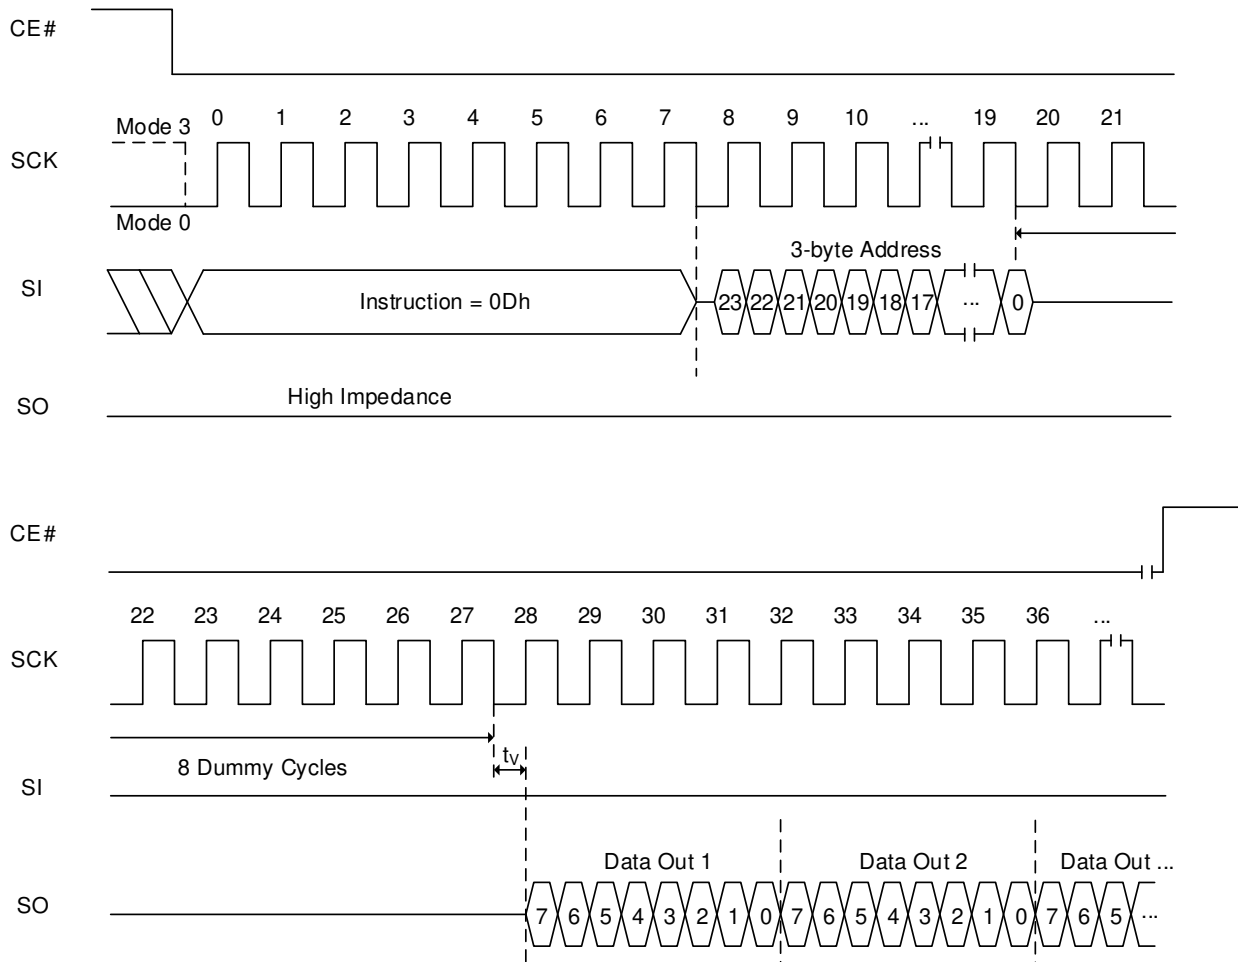 CE#
0 1 2 3 4 5 6 7 8 9 10 ... 19 20 21
Mode 3
SCK
Mode 0
3-byte Address
SI
Instruction = 0Dh
23 22 21 20 19 18 17 ... 0
High Impedance
SO
CE#
22 23 24 25 26 27 28 29 30 31 32 33 34 35 36 ...
SCK
tV
8 Dummy Cycles
SI
Data Out 1 Data Out 2 Data Out ...
SO
7 6 5 4 3 2 1 0 7 6 5 4 3 2 1 0 7 6 5 ...